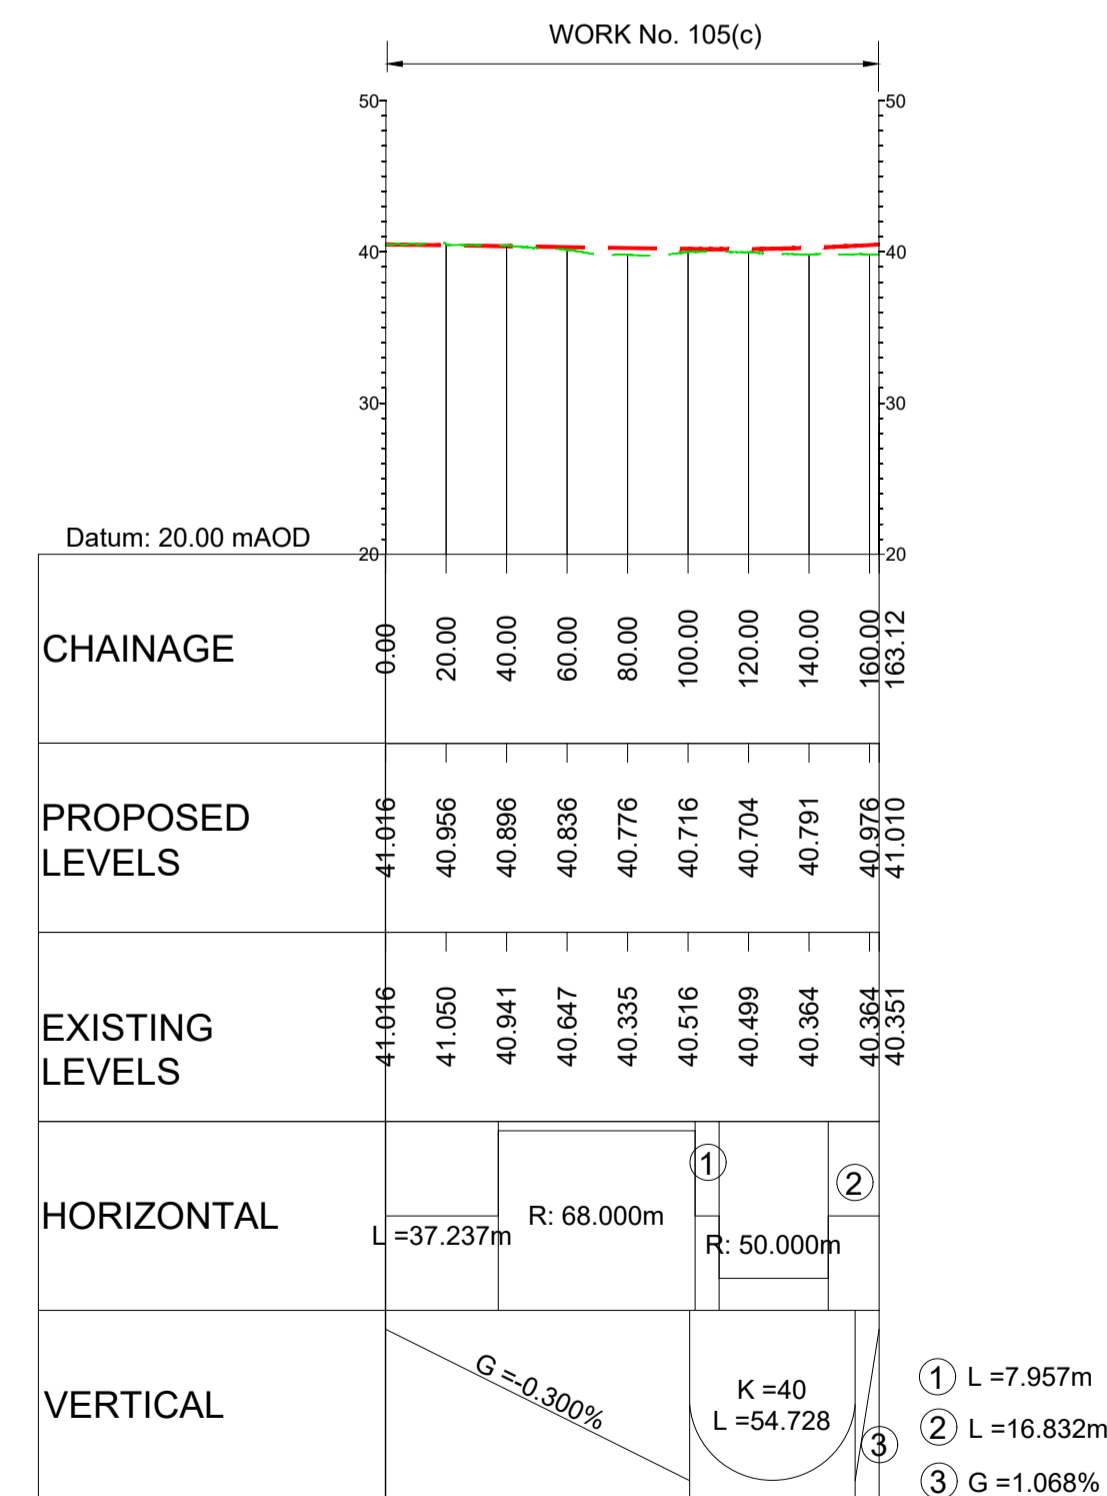 WORK No. 105(c)
50 50
40 40
30 30
Datum: 20.00 mAOD
20 20
CHAINAGE
0.00 20.00 40.00 60.00 80.00 100.00 120.00 140.00 160.00 163.12
PROPOSED
LEVELS
41.016 40.956 40.896 40.836 40.776 40.716 40.704 40.791 40.976 41.010
EXISTING
LEVELS
41.016 41.050 40.941 40.647 40.335 40.516 40.499 40.364 40.364 40.351
HORIZONTAL
L =37.237m
R: 68.000m
1
R: 50.000m
2
VERTICAL
G =-0.300%
K =40
L =54.728
3
1 L =7.957m
2 L =16.832m
3 G =1.068%